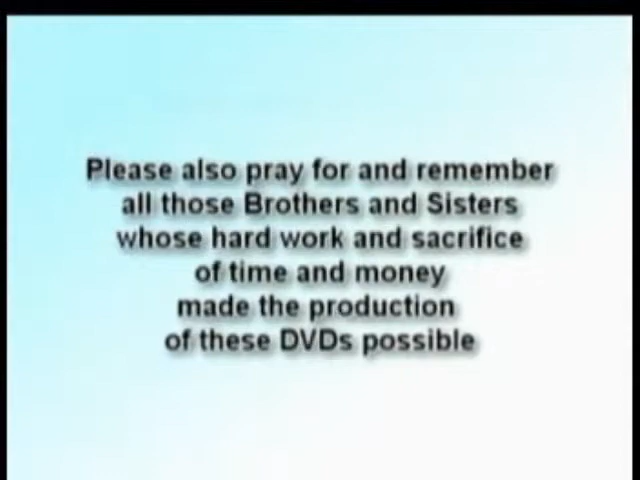 Please also pray for and remember
all those Brothers and Sisters
whose hard work and sacrifice
of time and money
made the production
of these DVDs possible